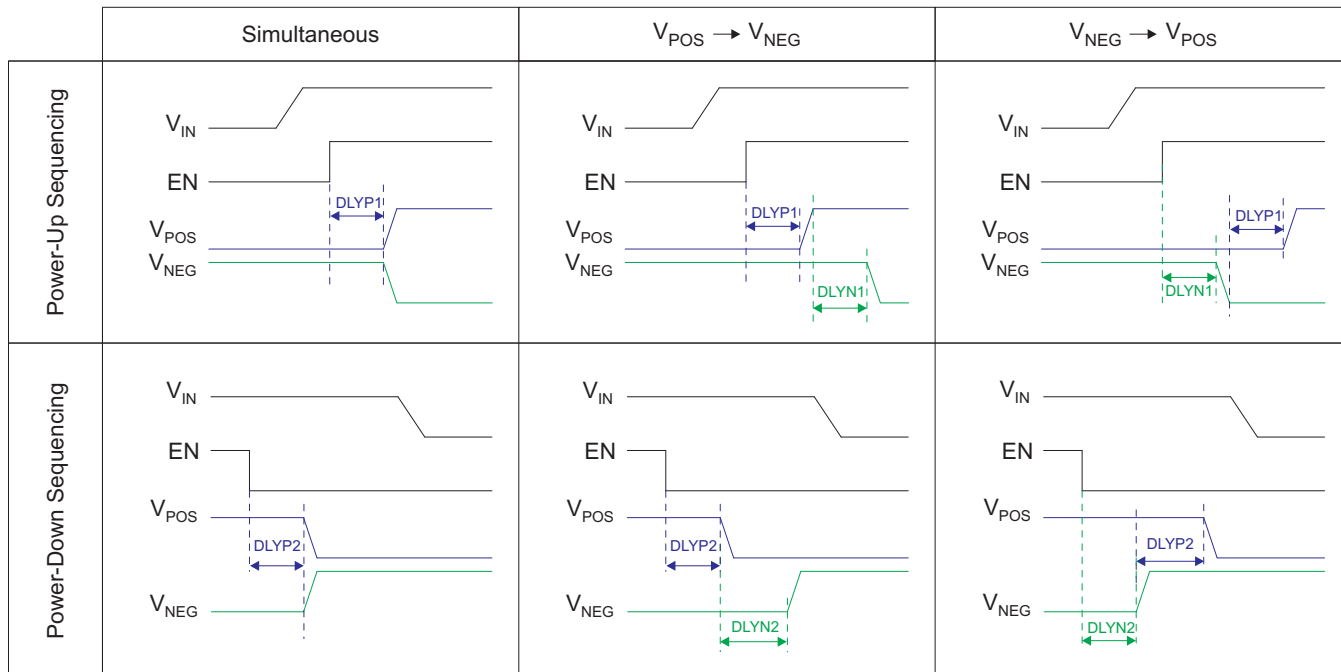 Simultaneous
VPOS → VNEG
VNEG → VPOS
Power-Up Sequencing
VIN
EN
DLYP1
VPOS
VNEG
VIN
EN
DLYP1
VPOS
VNEG
DLYN1
VIN
EN
DLYP1
VPOS
VNEG
DLYN1
Power-Down Sequencing
VIN
EN
VPOS
DLYP2
VNEG
VIN
EN
VPOS
DLYP2
VNEG
DLYN2
VIN
EN
VPOS
DLYP2
VNEG
DLYN2